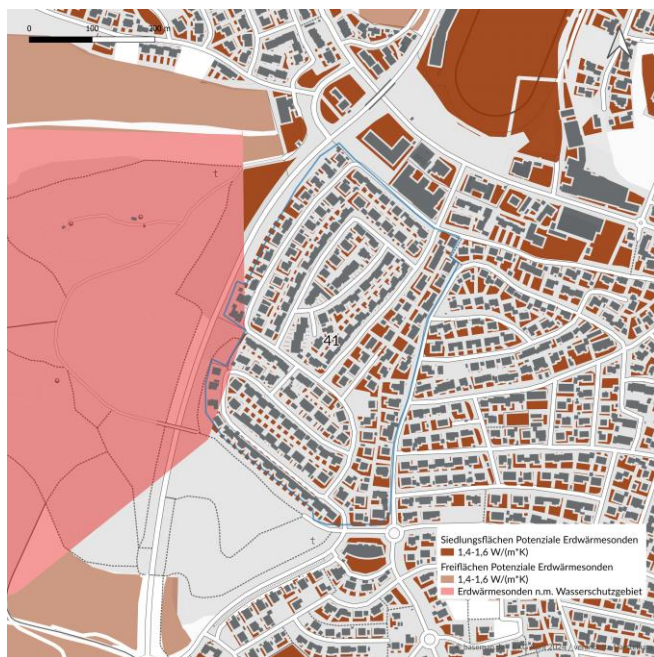 0 100 200 m
t
41
t
Siedlungsflächen Potenziale Erdwärmesonden
1,4-1,6 W/(m*K)
Freiflächen Potenziale Erdwärmesonden
1,4-1,6 W/(m*K)
Erdwärmesonden n.m. Wasserschutzgebiet